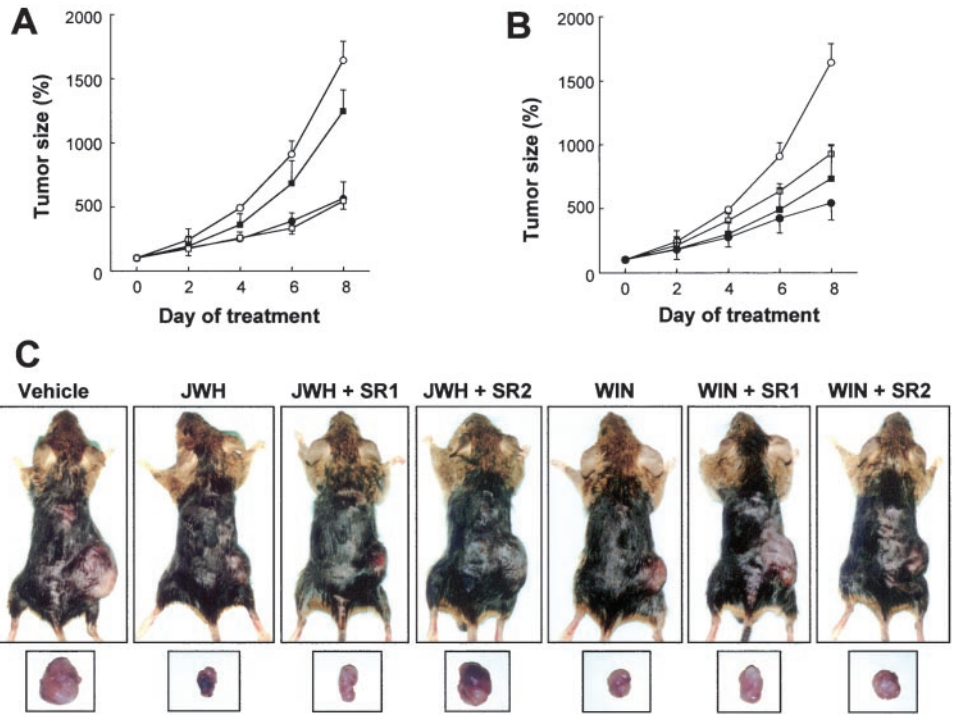 A
2000
1500
1000
500
0
Tumor size (%)
0 2 4 6 8
Day of treatment
B
2000
1500
1000
500
0
Tumor size (%)
0 2 4 6 8
Day of treatment
C
Vehicle JWH JWH + SR1 JWH + SR2 WIN WIN + SR1 WIN + SR2